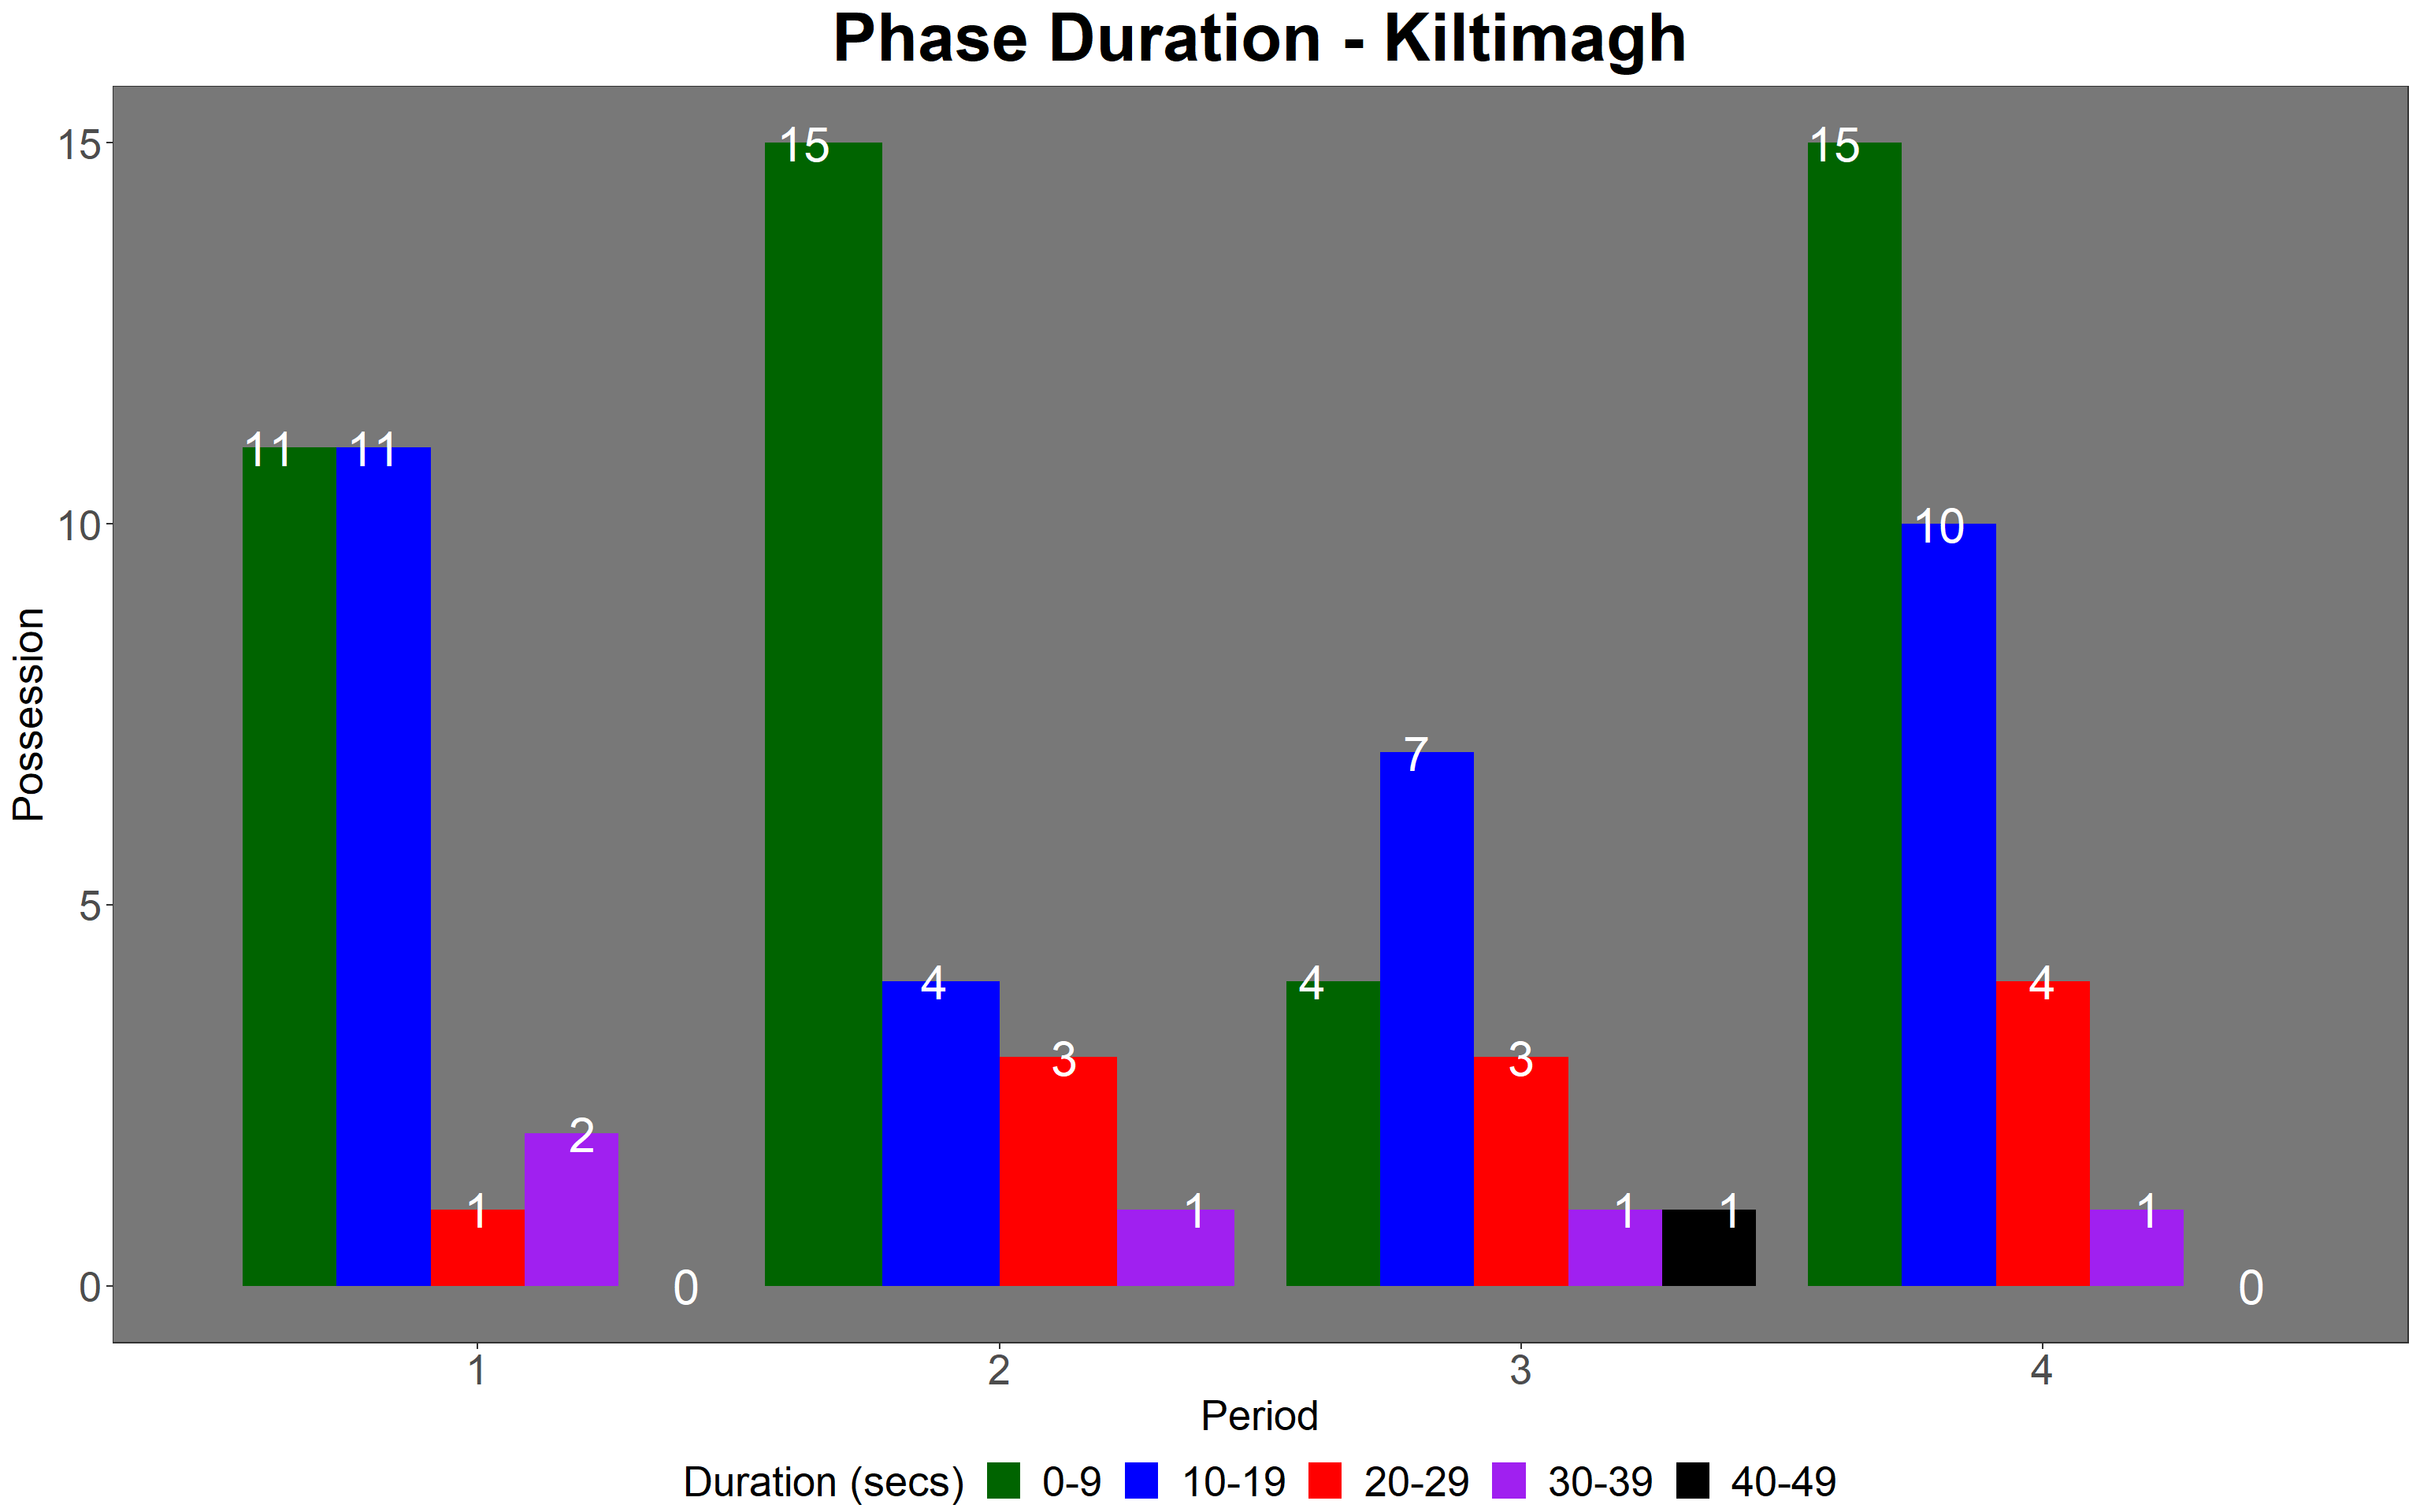 Phase Duration - Kiltimagh
Possession
15
10
5
0
11 11 1 2 0
15 4 3 1
4 7 3 1 1
15 10 4 1 0
1 2 3 4
Period
Duration (secs) 0-9 10-19 20-29 30-39 40-49